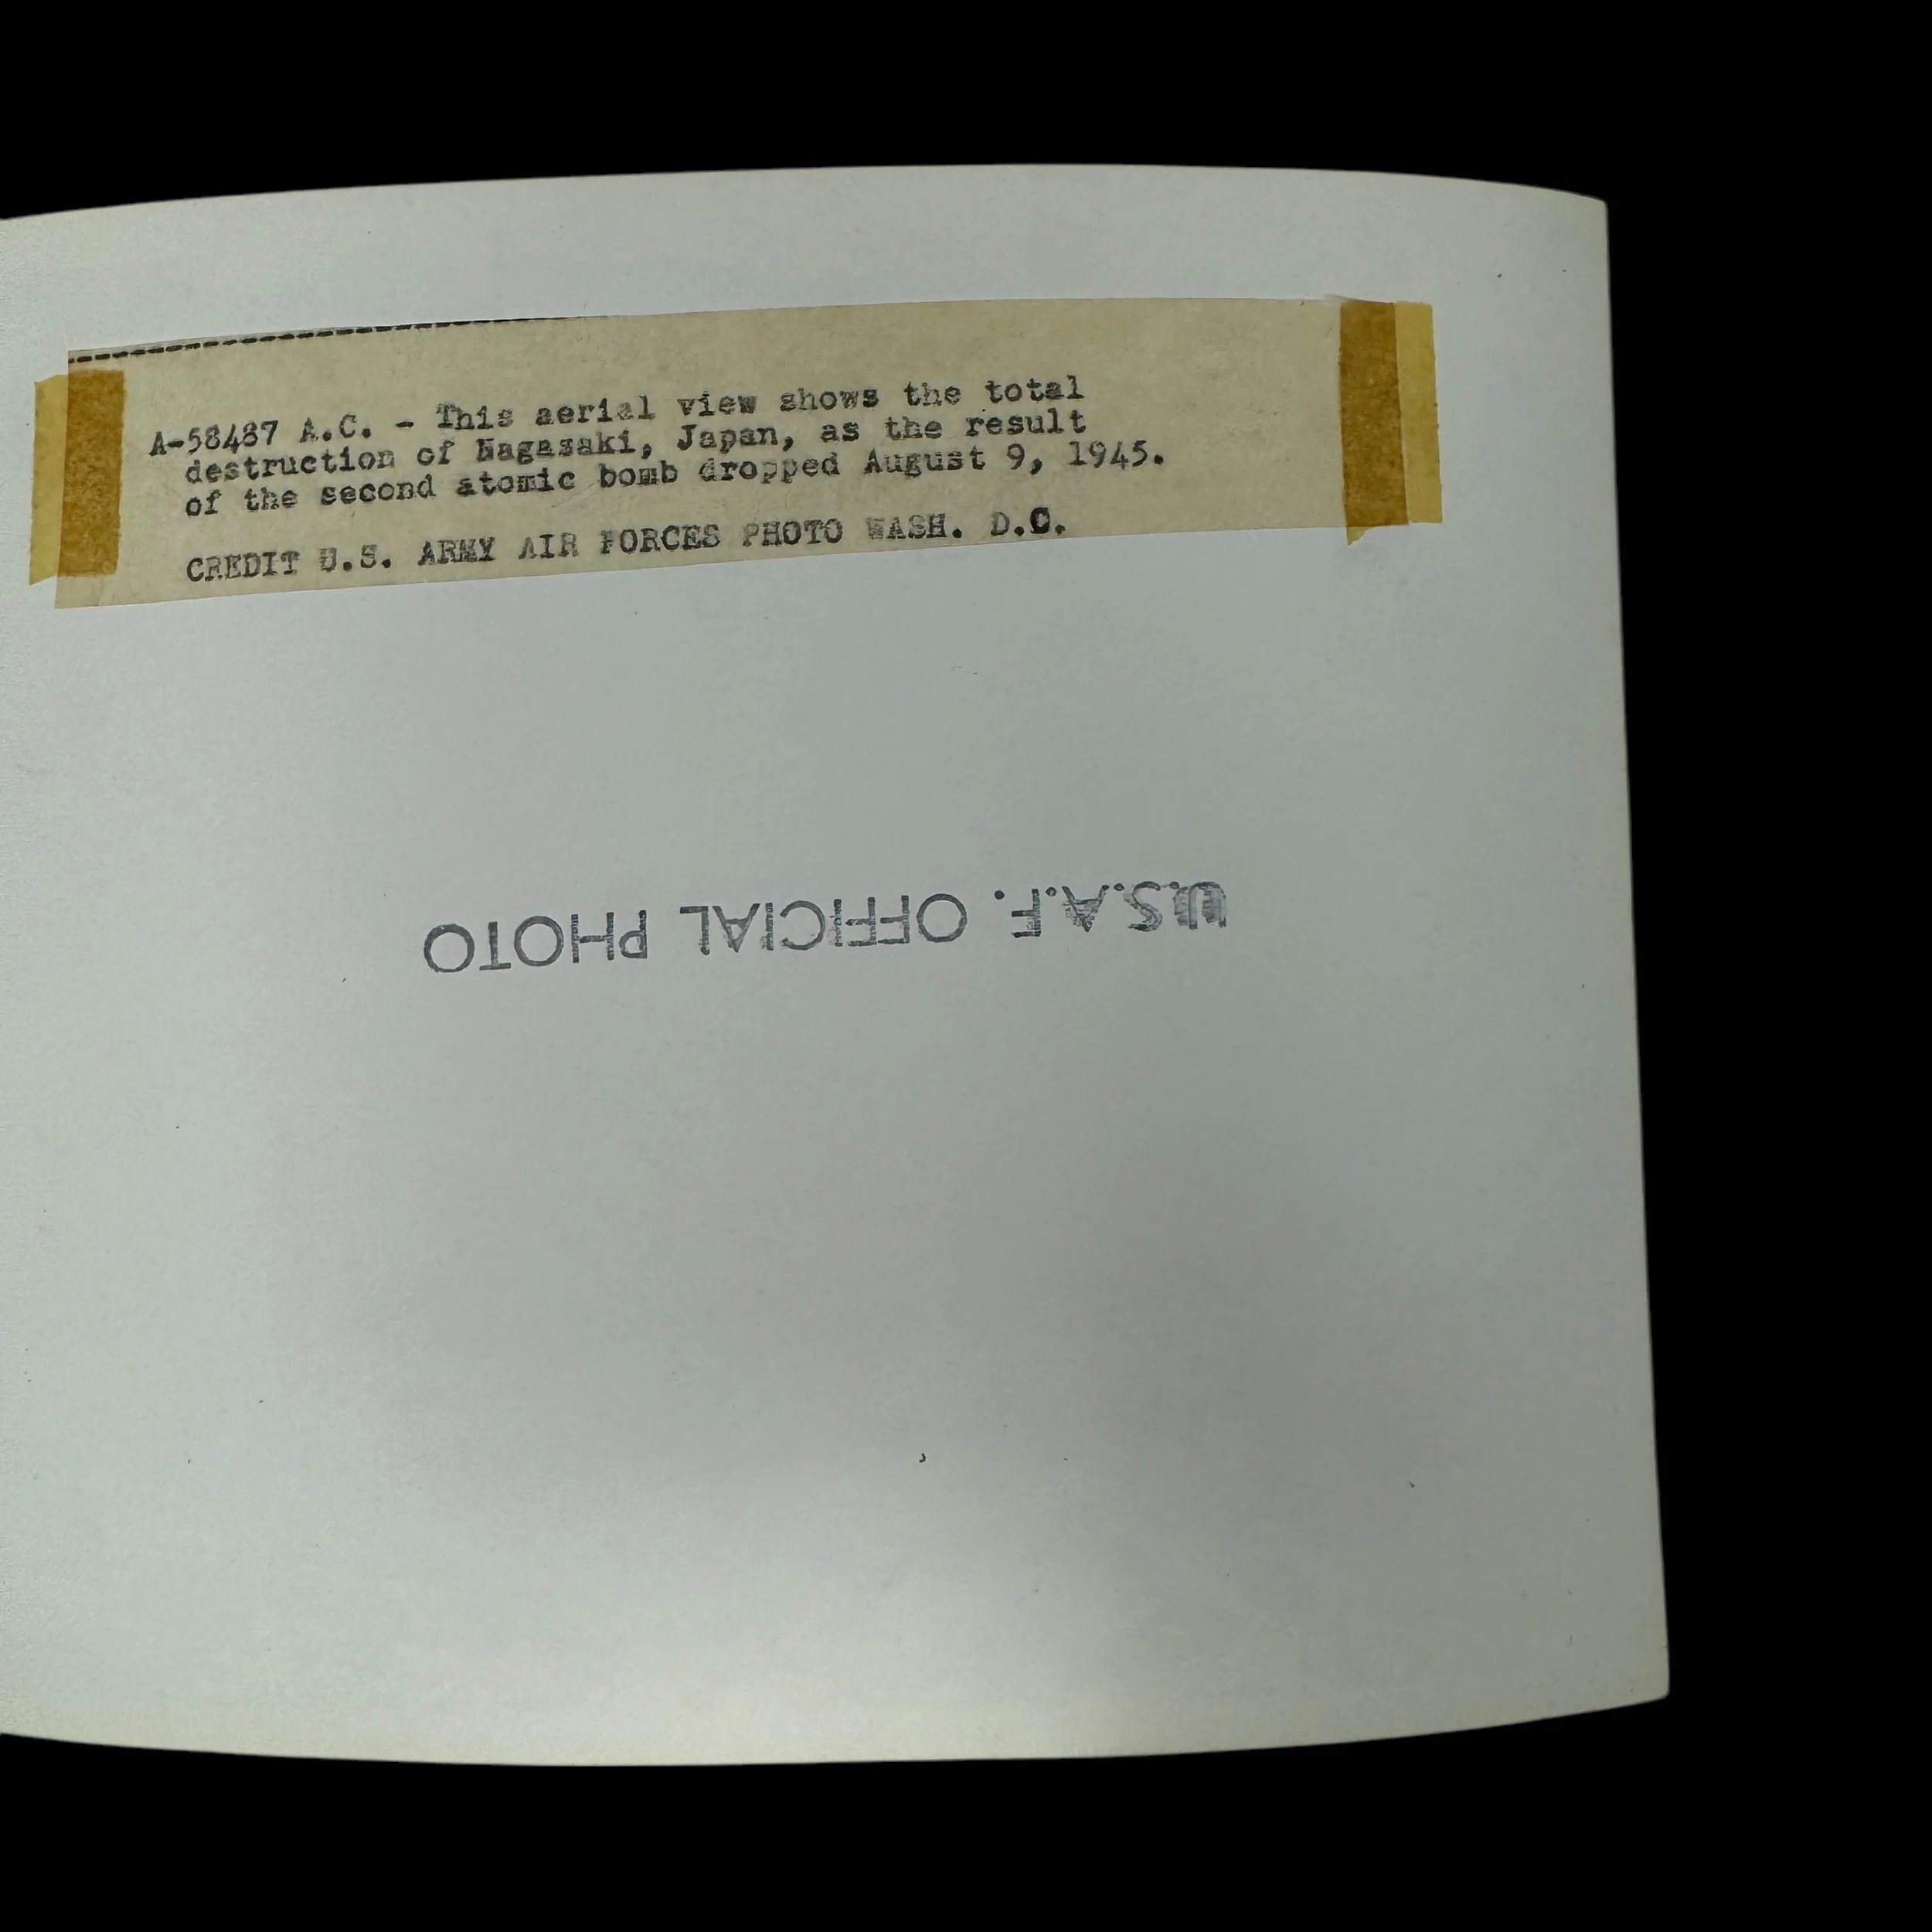 A-58487 A.C. - This aerial view shows the total
destruction of Nagasaki, Japan, as the result
of the second atomic bomb dropped August 9, 1945.
CREDIT U.S. ARMY AIR FORCES PHOTO WASH. D.C.
U.S.A.F. OFFICIAL PHOTO